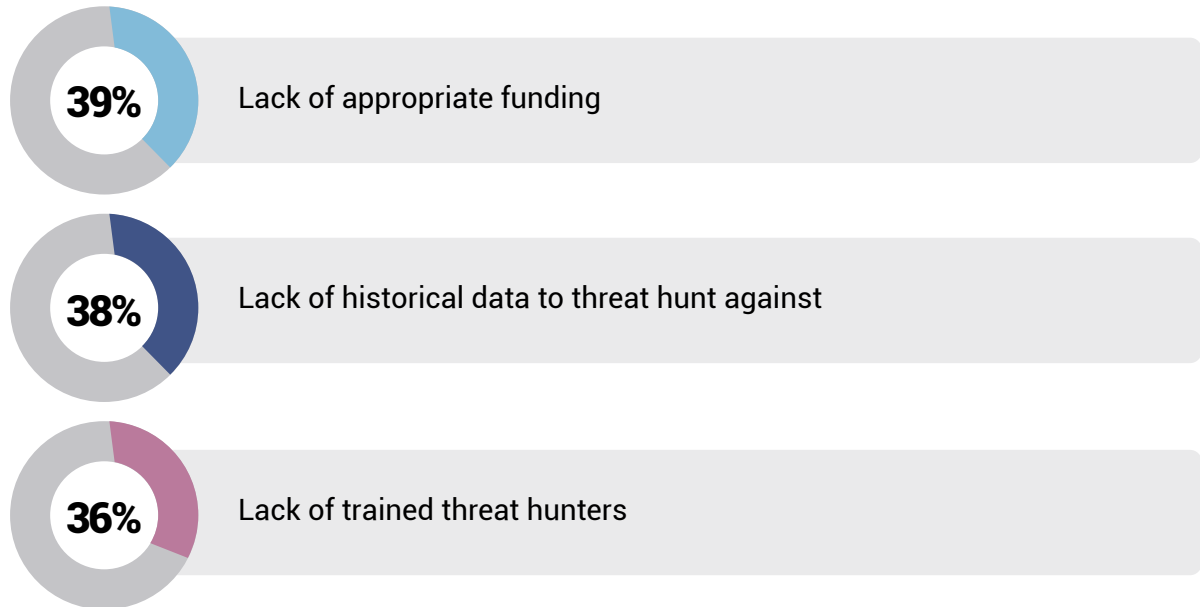 39%
Lack of appropriate funding
38%
Lack of historical data to threat hunt against
36%
Lack of trained threat hunters